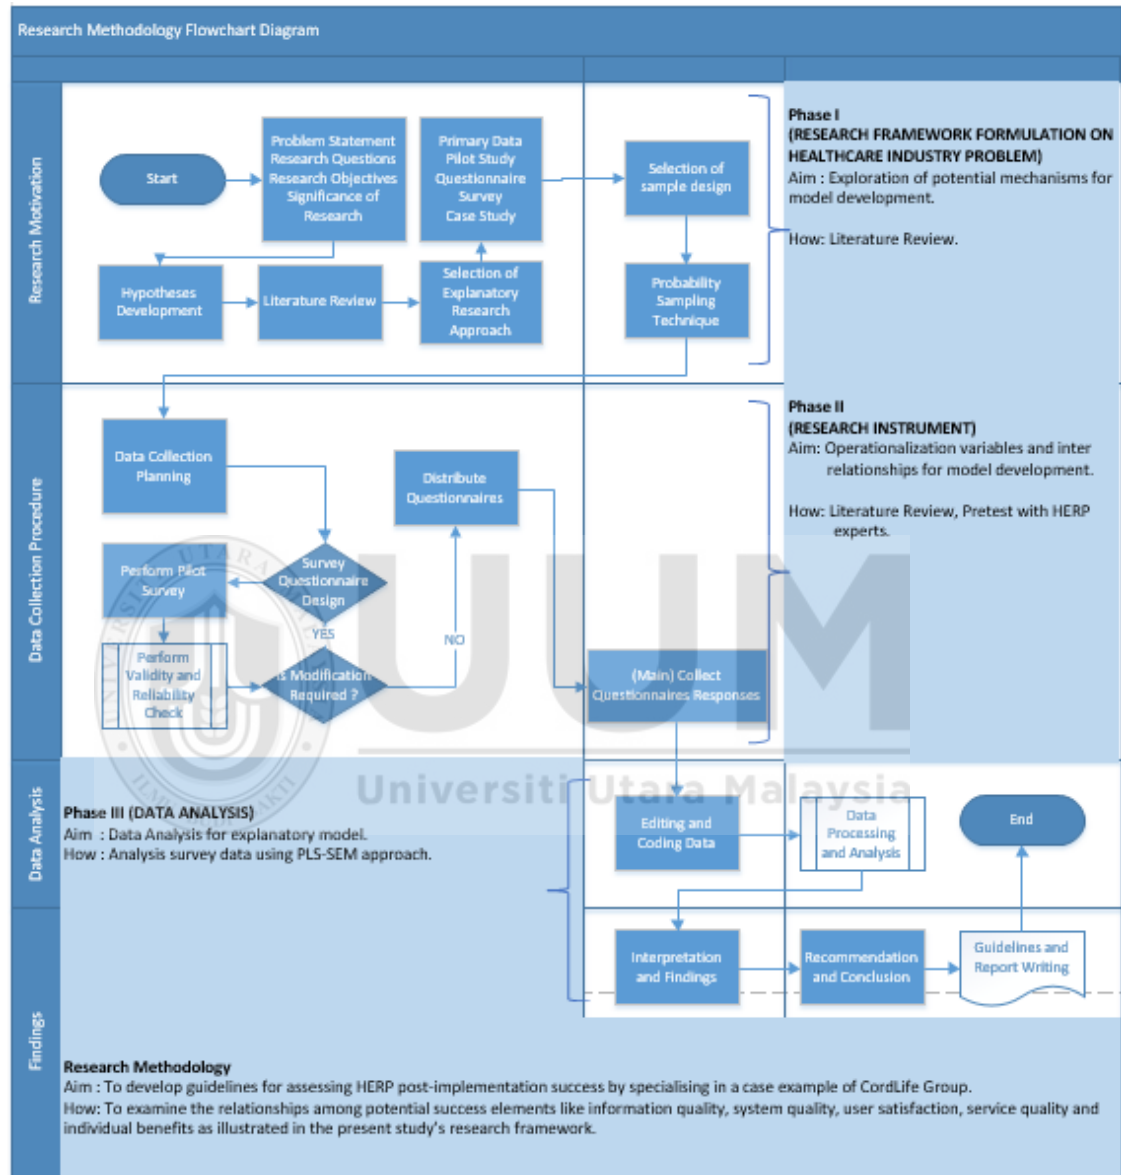 Research Methodology Flowchart Diagram
Research Motivation
Start
Problem Statement
Research Questions
Research Objectives
Significance of
Research
Primary Data
Pilot Study
Questionnaire
Survey
Case Study
Selection of
sample design
Hypotheses
Development
Literature Review
Selection of
Explanatory
Research
Approach
Probability
Sampling
Technique
Phase I
(RESEARCH FRAMEWORK FORMULATION ON
HEALTHCARE INDUSTRY PROBLEM)
Aim : Exploration of potential mechanisms for
model development.
How: Literature Review.
Data Collection Procedure
Data Collection
Planning
Distribute
Questionnaires
Survey
Questionnaire
Design
Perform Pilot
Survey
YES
NO
Perform
Validity and
Reliability
Check
Is Modification
Required ?
(Main) Collect
Questionnaires Responses
Phase II
(RESEARCH INSTRUMENT)
Aim: Operationalization variables and inter
relationships for model development.
How: Literature Review, Pretest with HERP
experts.
UUM
Universiti Utara Malaysia
Data Analysis
Phase III (DATA ANALYSIS)
Aim : Data Analysis for explanatory model.
How : Analysis survey data using PLS-SEM approach.
Editing and
Coding Data
Data
Processing
and Analysis
End
Findings
Interpretation
and Findings
Recommendation
and Conclusion
Guidelines and
Report Writing
Research Methodology
Aim : To develop guidelines for assessing HERP post-implementation success by specialising in a case example of CordLife Group.
How: To examine the relationships among potential success elements like information quality, system quality, user satisfaction, service quality and
individual benefits as illustrated in the present study's research framework.